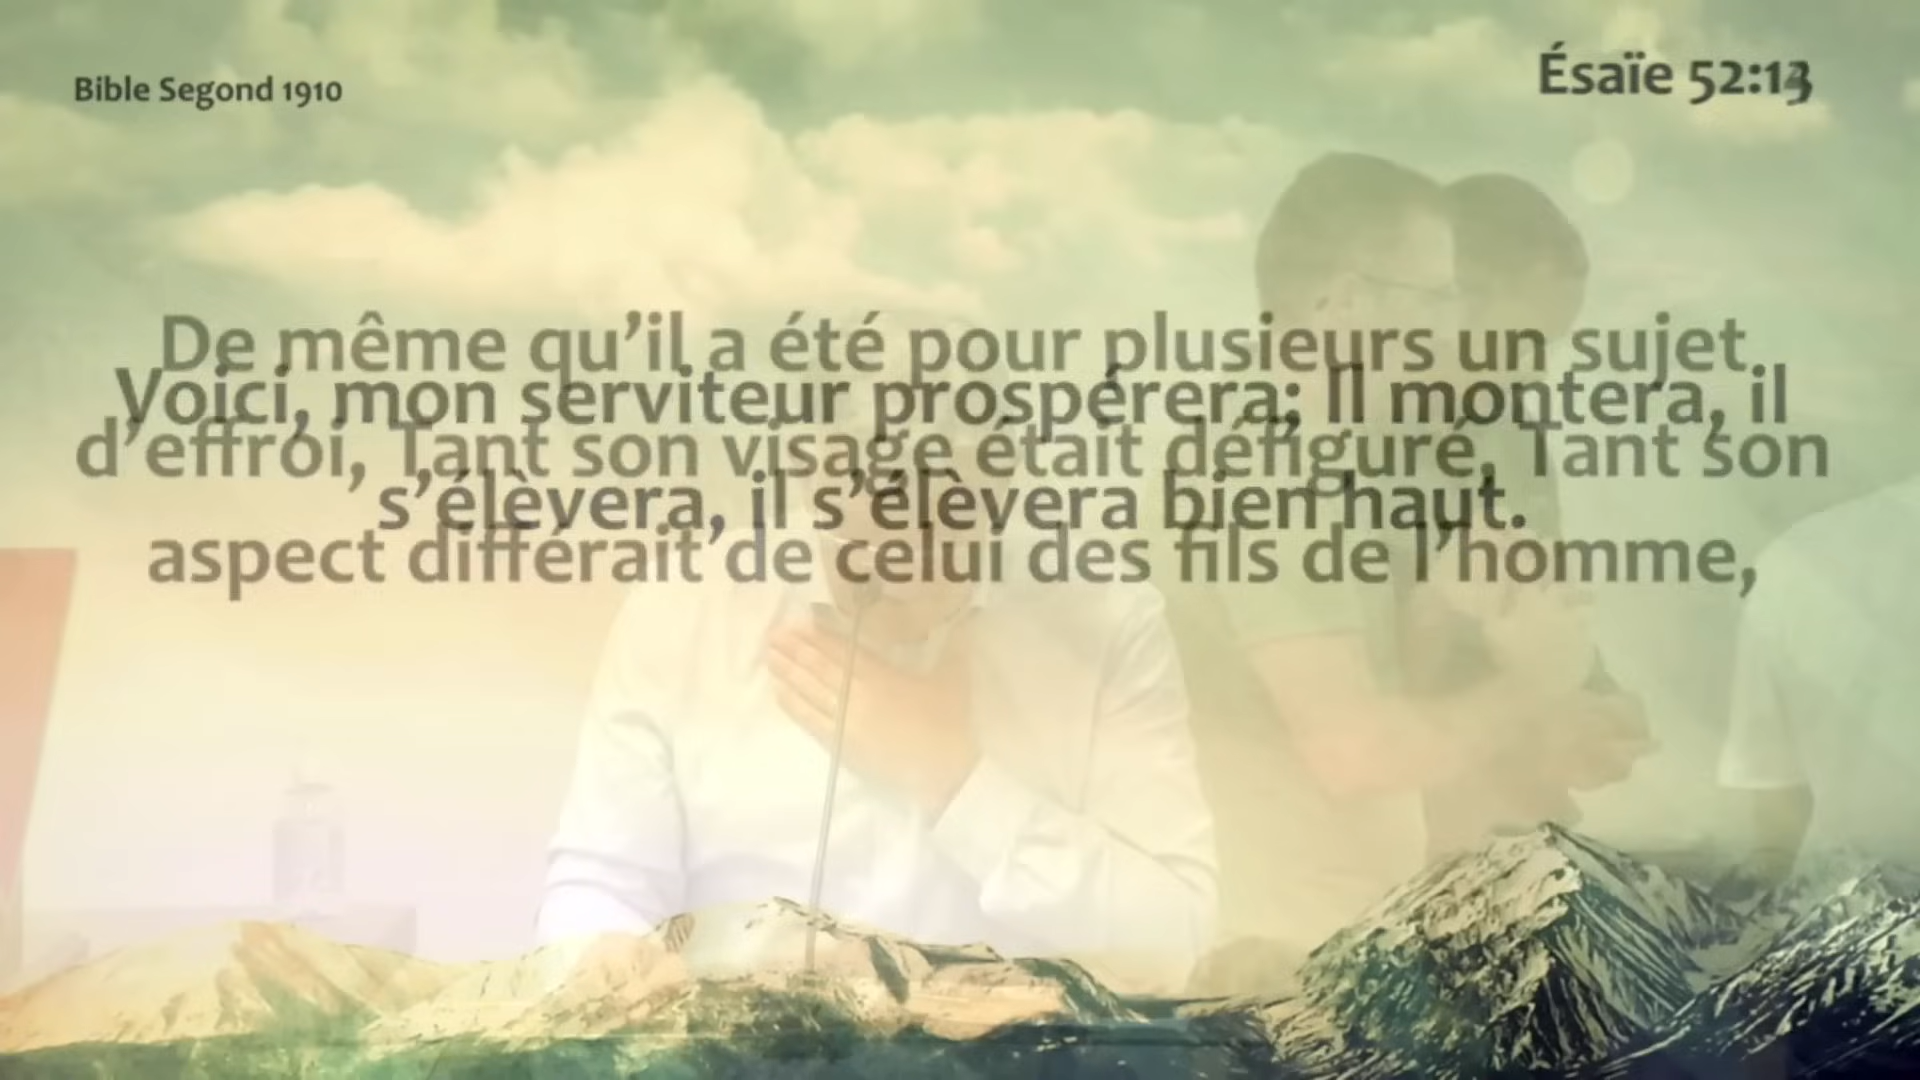 Bible Segond 1910
Ésaïe 52:13
De même qu’il a été pour plusieurs un sujet
Voici, mon serviteur prospérera; Il montera, il
d’effroi, Tant son visage était défiguré, Tant son
s’élèvera, il s’élèvera bien haut.
aspect différait de celui des fils de l’homme,